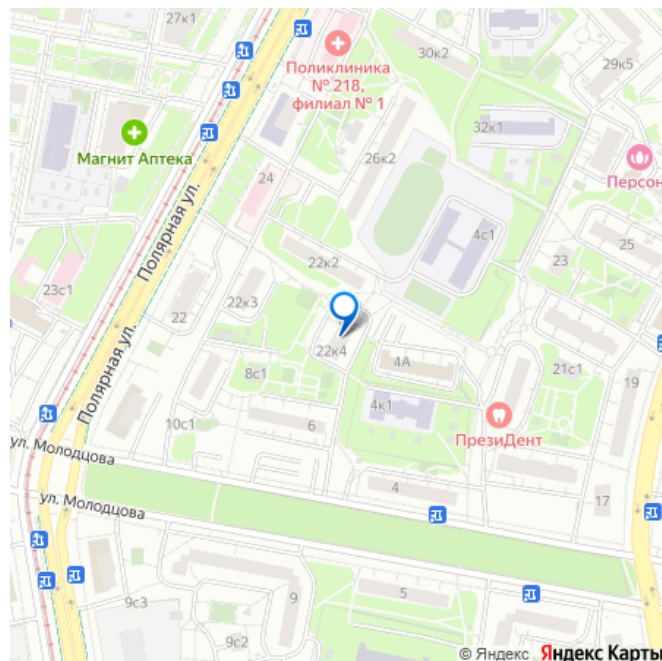 27к1
30к2
29к5
Поликлиника
№ 218,
филиал № 1
32к1
Магнит Аптека
26к2
Персон
24
Полярная ул.
4с1
25
23
22к2
23с1
22к3
22
22к4
4А
21с1
19
8с1
Полярная ул.
4к1
10с1
6
ПрезиДент
ул. Молодцова
4
17
ул. Молодцова
9с3
9
5
9с2
© Яндекс Яндекс Карты